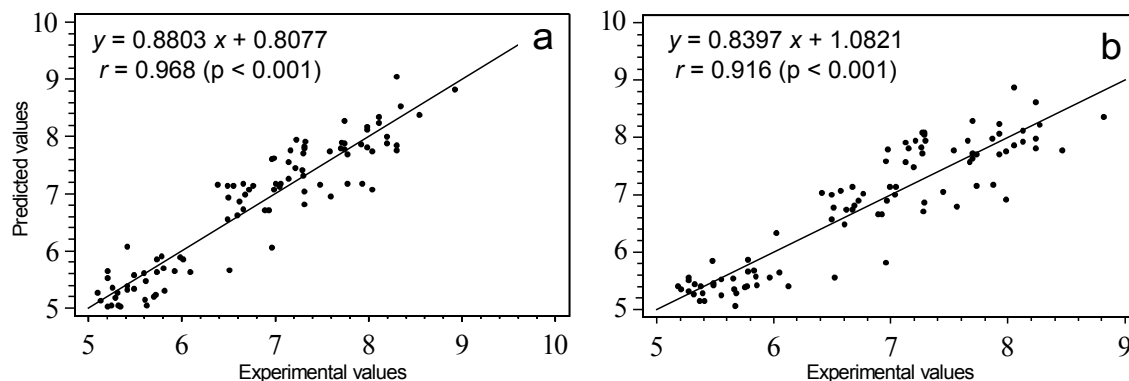 y = 0.8803 x + 0.8077
r = 0.968 (p < 0.001)
a
10
9
8
7
6
5
Predicted values
5 6 7 8 9 10
Experimental values
y = 0.8397 x + 1.0821
r = 0.916 (p < 0.001)
b
10
9
8
7
6
5
5 6 7 8 9
Experimental values